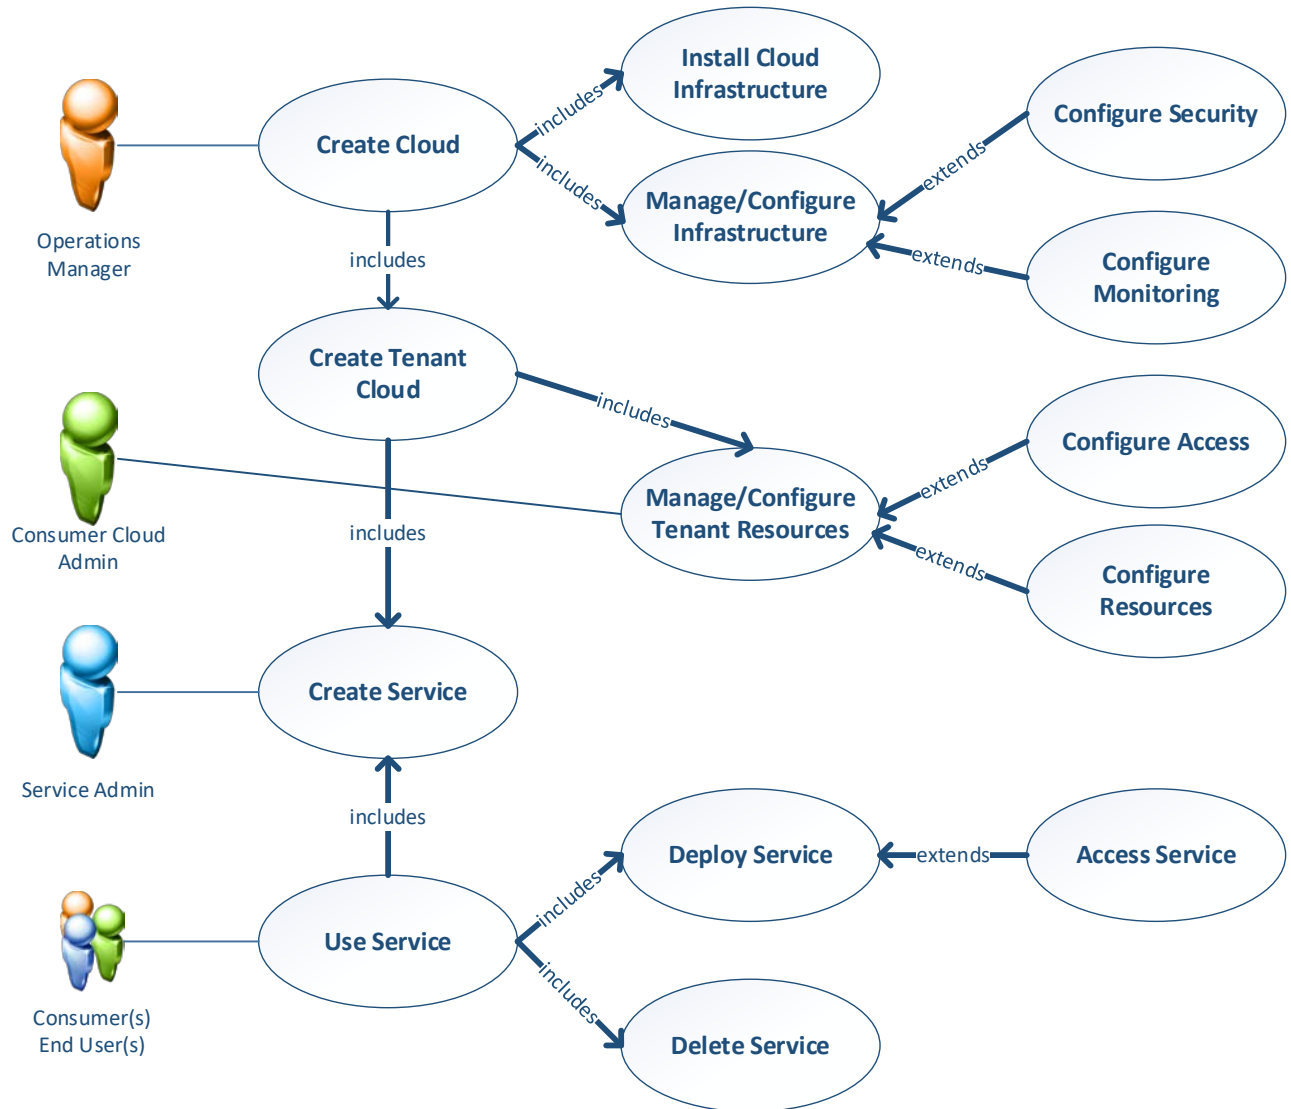 Install Cloud
Infrastructure
Configure Security
Create Cloud
includes
includes
extends
Manage/Configure
Infrastructure
Operations
Manager
includes
extends
Configure
Monitoring
Create Tenant
Cloud
includes
Configure Access
extends
Manage/Configure
Tenant Resources
Consumer Cloud
Admin
includes
extends
Configure
Resources
Create Service
Service Admin
includes
Deploy Service
extends
Access Service
includes
Use Service
includes
Consumer(s)
End User(s)
Delete Service